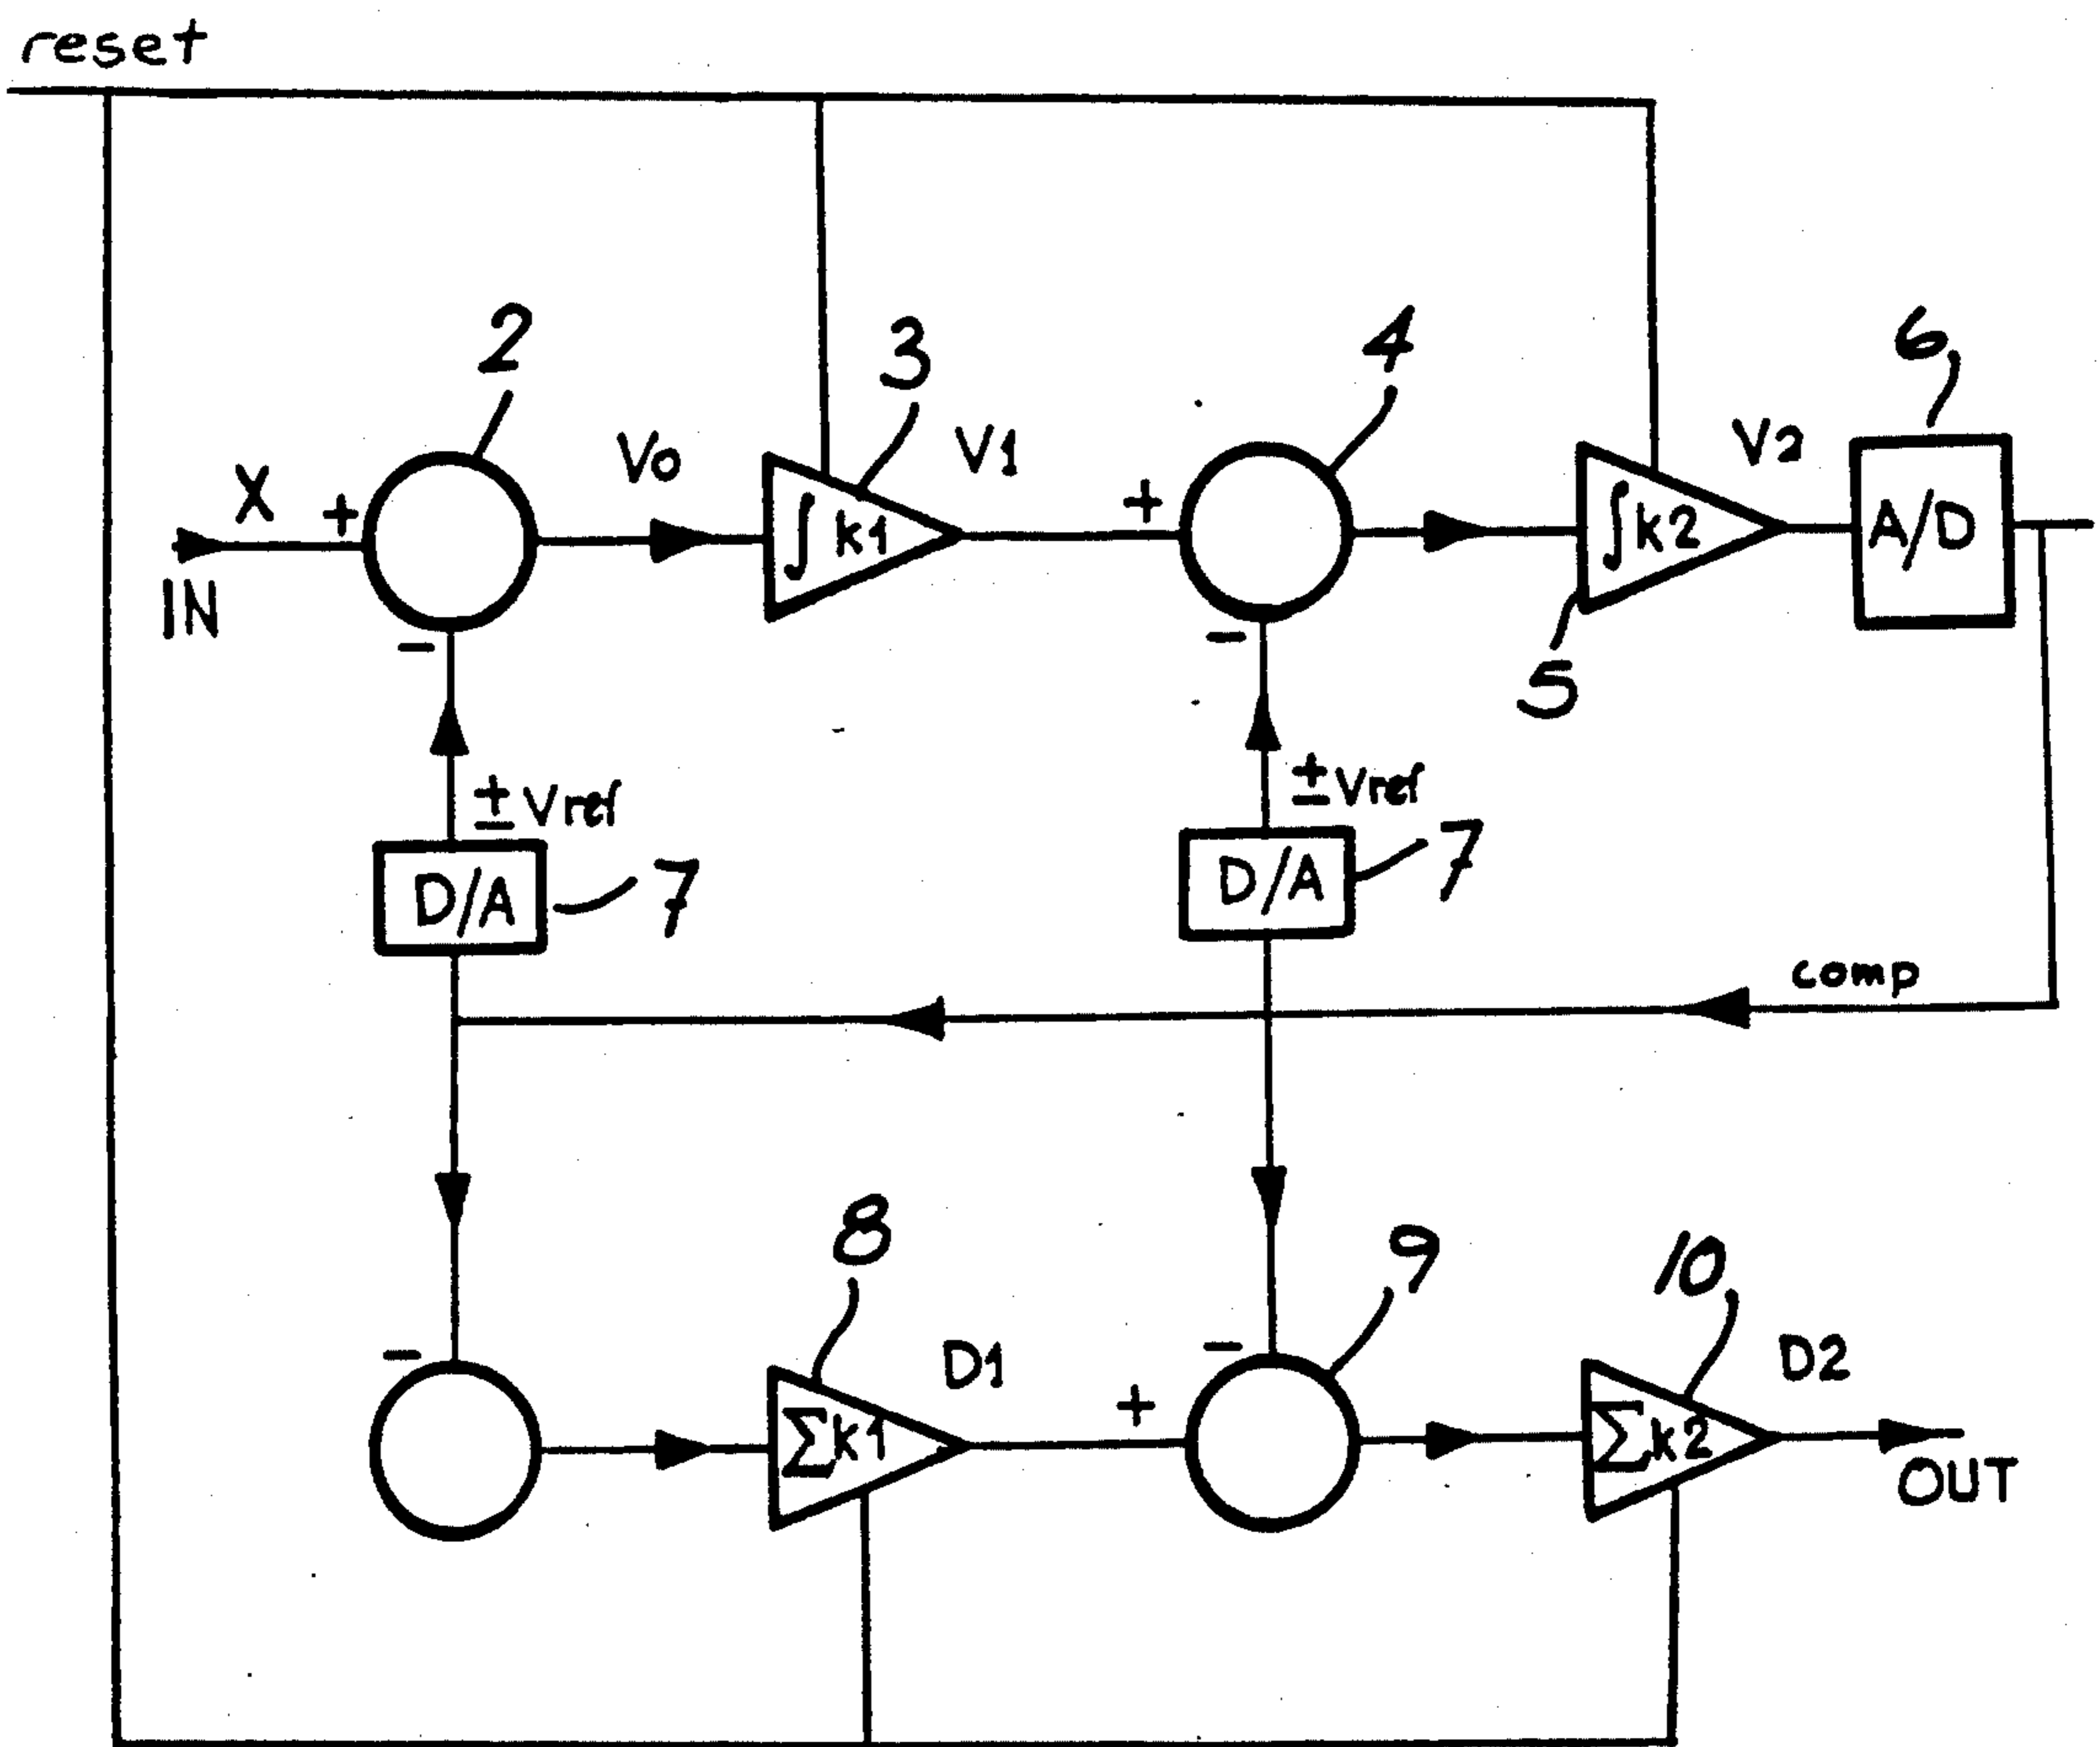 reset
2
3
4
6
X
+
V0
V1
+
V2
IN
∫k1
∫k2
A/D
-
-
5
±Vref
±Vref
D/A
7
D/A
7
comp
8
9
10
-
D1
+
-
D2
Σk1
Σk2
OUT